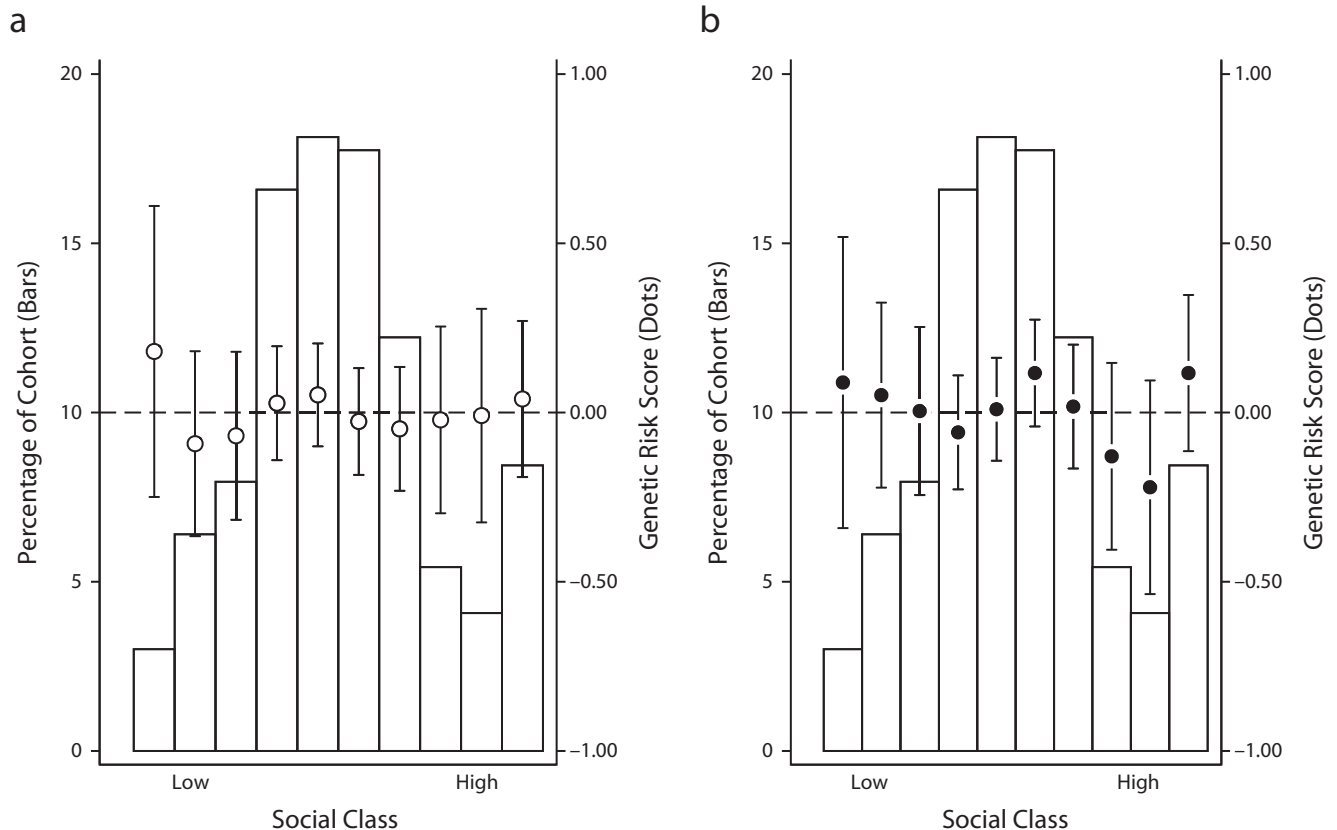 a
20
15
10
5
0
Percentage of Cohort (Bars)
1.00
0.50
0.00
–0.50
–1.00
Genetic Risk Score (Dots)
Low
High
Social Class
b
20
15
10
5
0
Percentage of Cohort (Bars)
1.00
0.50
0.00
–0.50
–1.00
Genetic Risk Score (Dots)
Low
High
Social Class